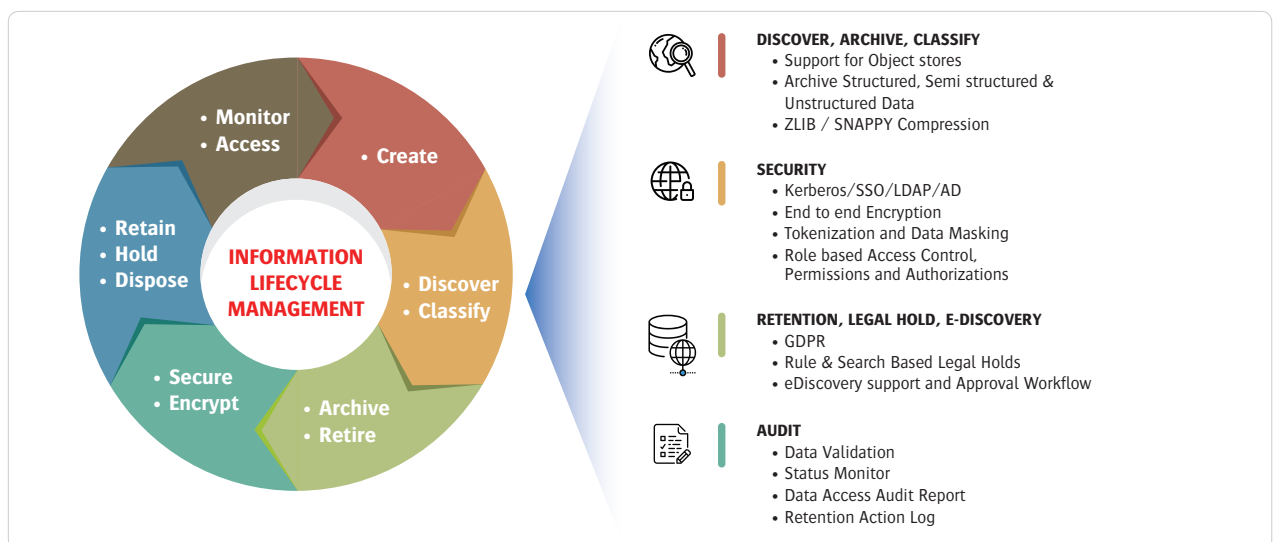 • Monitor
• Access
• Create
• Retain
• Hold
• Dispose
INFORMATION
LIFECYCLE
MANAGEMENT
• Discover
• Classify
• Secure
• Encrypt
• Archive
• Retire
DISCOVER, ARCHIVE, CLASSIFY
• Support for Object stores
• Archive Structured, Semi structured &
Unstructured Data
• ZLIB / SNAPPY Compression
SECURITY
• Kerberos/SSO/LDAP/AD
• End to end Encryption
• Tokenization and Data Masking
• Role based Access Control,
Permissions and Authorizations
RETENTION, LEGAL HOLD, E-DISCOVERY
• GDPR
• Rule & Search Based Legal Holds
• eDiscovery support and Approval Workflow
AUDIT
• Data Validation
• Status Monitor
• Data Access Audit Report
• Retention Action Log